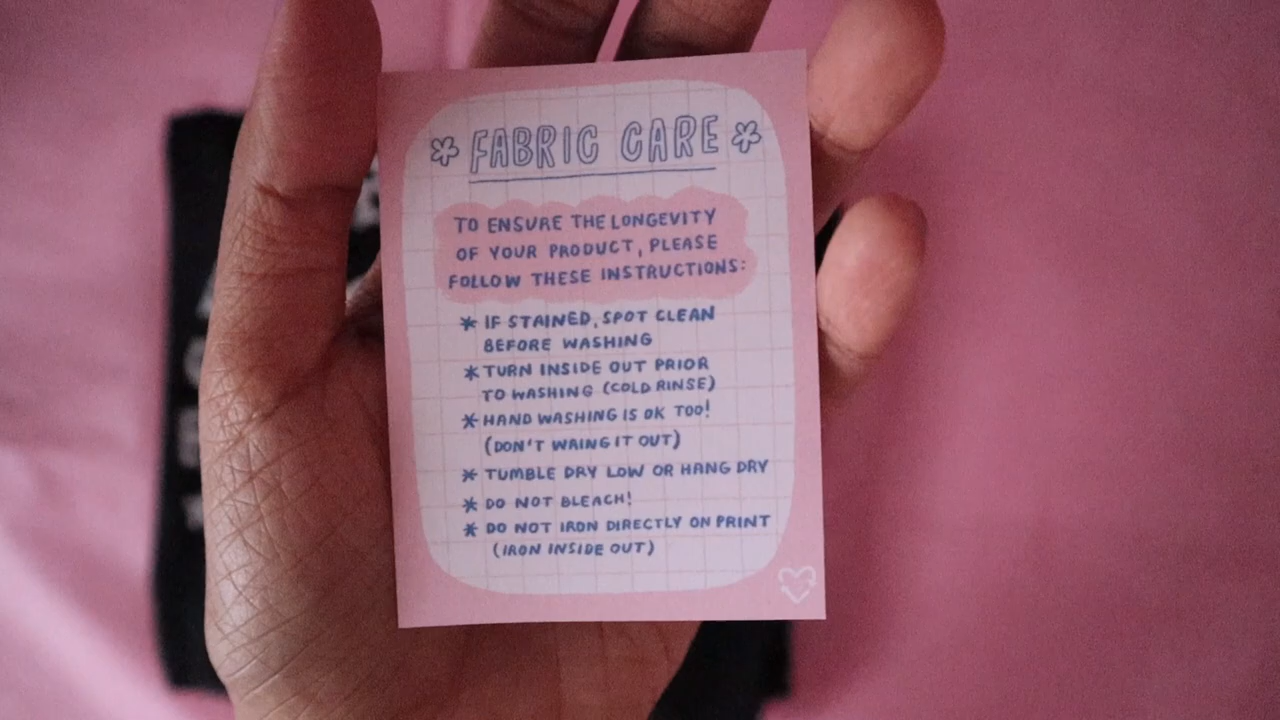 FABRIC CARE
TO ENSURE THE LONGEVITY
OF YOUR PRODUCT, PLEASE
FOLLOW THESE INSTRUCTIONS:
* IF STAINED, SPOT CLEAN
BEFORE WASHING
* TURN INSIDE OUT PRIOR
TO WASHING (COLD RINSE)
* HAND WASHING IS OK TOO!
(DON'T WRING IT OUT)
* TUMBLE DRY LOW OR HANG DRY
* DO NOT BLEACH!
* DO NOT IRON DIRECTLY ON PRINT
(IRON INSIDE OUT)